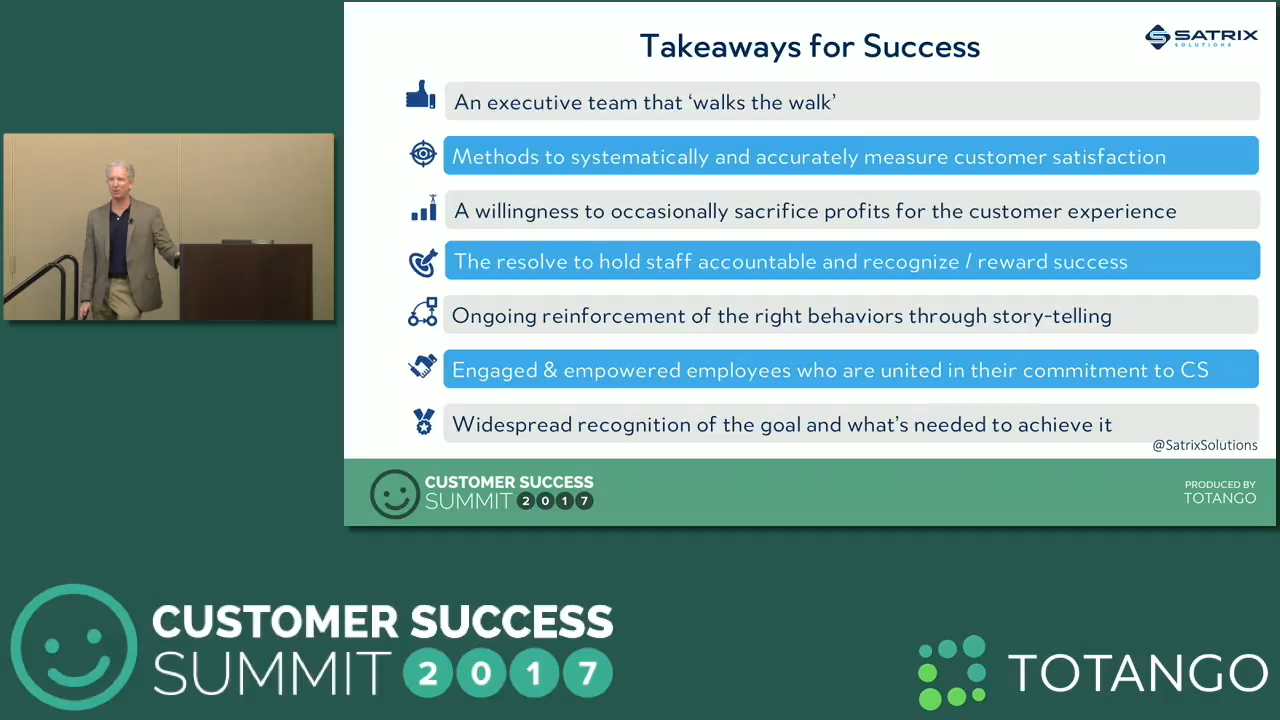 Takeaways for Success
SATRIX
SOLUTIONS
An executive team that ‘walks the walk’
Methods to systematically and accurately measure customer satisfaction
A willingness to occasionally sacrifice profits for the customer experience
The resolve to hold staff accountable and recognize / reward success
Ongoing reinforcement of the right behaviors through story-telling
Engaged & empowered employees who are united in their commitment to CS
Widespread recognition of the goal and what’s needed to achieve it
@SatrixSolutions
CUSTOMER SUCCESS
SUMMIT 2017
PRODUCED BY
TOTANGO
CUSTOMER SUCCESS
SUMMIT 2017
TOTANGO